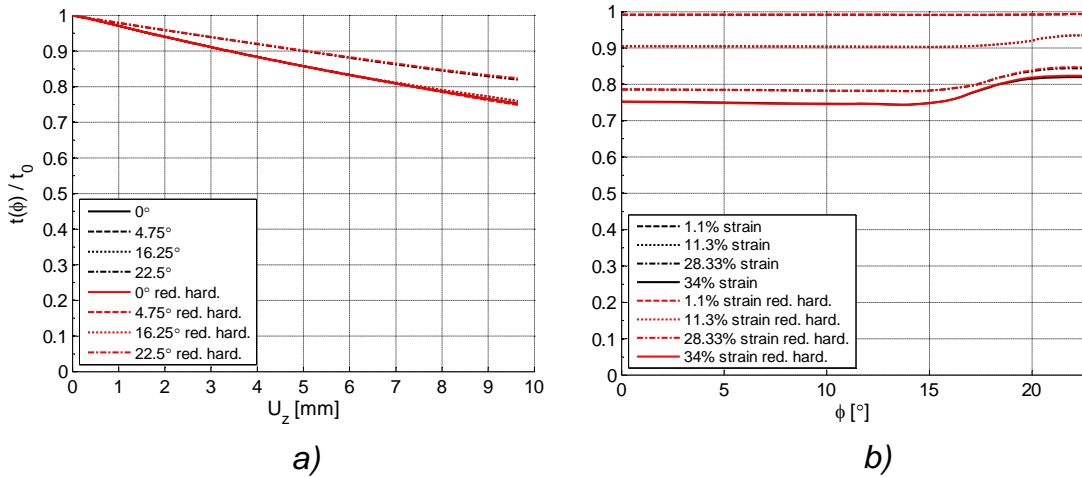 1
0.9
0.8
0.7
0.6
0.5
0.4
0.3
0.2
0.1
0
t(ϕ) / t0
0°
4.75°
16.25°
22.5°
0° red. hard.
4.75° red. hard.
16.25° red. hard.
22.5° red. hard.
0 1 2 3 4 5 6 7 8 9 10
U_z [mm]
a)
1
0.9
0.8
0.7
0.6
0.5
0.4
0.3
0.2
0.1
0
1.1% strain
11.3% strain
28.33% strain
34% strain
1.1% strain red. hard.
11.3% strain red. hard.
28.33% strain red. hard.
34% strain red. hard.
0 5 10 15 20
ϕ [°]
b)